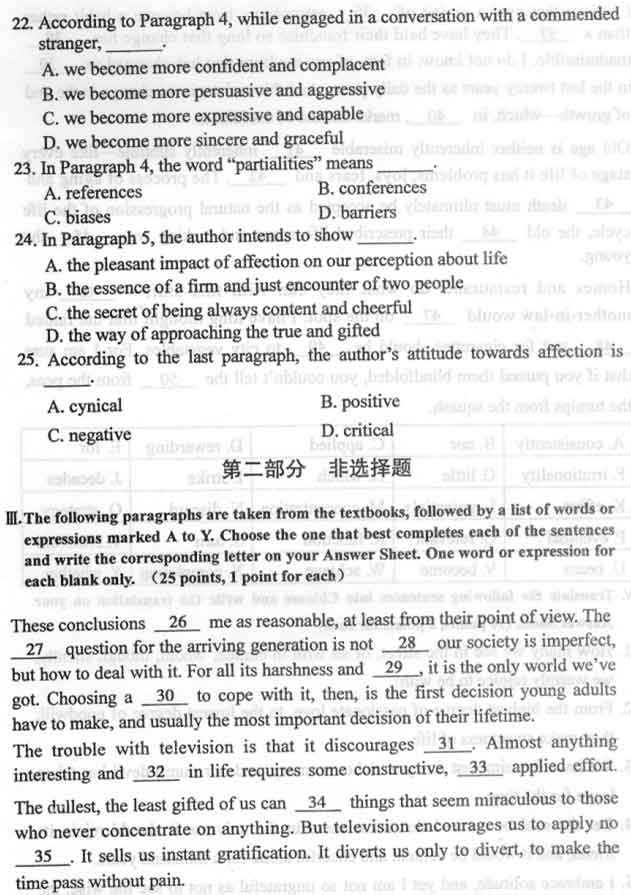 22. According to Paragraph 4, while engaged in a conversation with a commended
stranger, ______.
A. we become more confident and complacent
B. we become more persuasive and aggressive
C. we become more expressive and capable
D. we become more sincere and graceful
23. In Paragraph 4, the word “partialities” means ______.
A. references
B. conferences
C. biases
D. barriers
24. In Paragraph 5, the author intends to show ______.
A. the pleasant impact of affection on our perception about life
B. the essence of a firm and just encounter of two people
C. the secret of being always content and cheerful
D. the way of approaching the true and gifted
25. According to the last paragraph, the author’s attitude towards affection is
______.
A. cynical
B. positive
C. negative
D. critical
第二部分 非选择题
Ⅲ. The following paragraphs are taken from the textbooks, followed by a list of words or
expressions marked A to Y. Choose the one that best completes each of the sentences
and write the corresponding letter on your Answer Sheet. One word or expression for
each blank only. (25 points, 1 point for each)
These conclusions __26__ me as reasonable, at least from their point of view. The
__27__ question for the arriving generation is not __28__ our society is imperfect,
but how to deal with it. For all its harshness and __29__, it is the only world we’ve
got. Choosing a __30__ to cope with it, then, is the first decision young adults
have to make, and usually the most important decision of their lifetime.
The trouble with television is that it discourages __31__. Almost anything
interesting and __32__ in life requires some constructive, __33__ applied effort.
The dullest, the least gifted of us can __34__ things that seem miraculous to those
who never concentrate on anything. But television encourages us to apply no
__35__. It sells us instant gratification. It diverts us only to divert, to make the
time pass without pain.